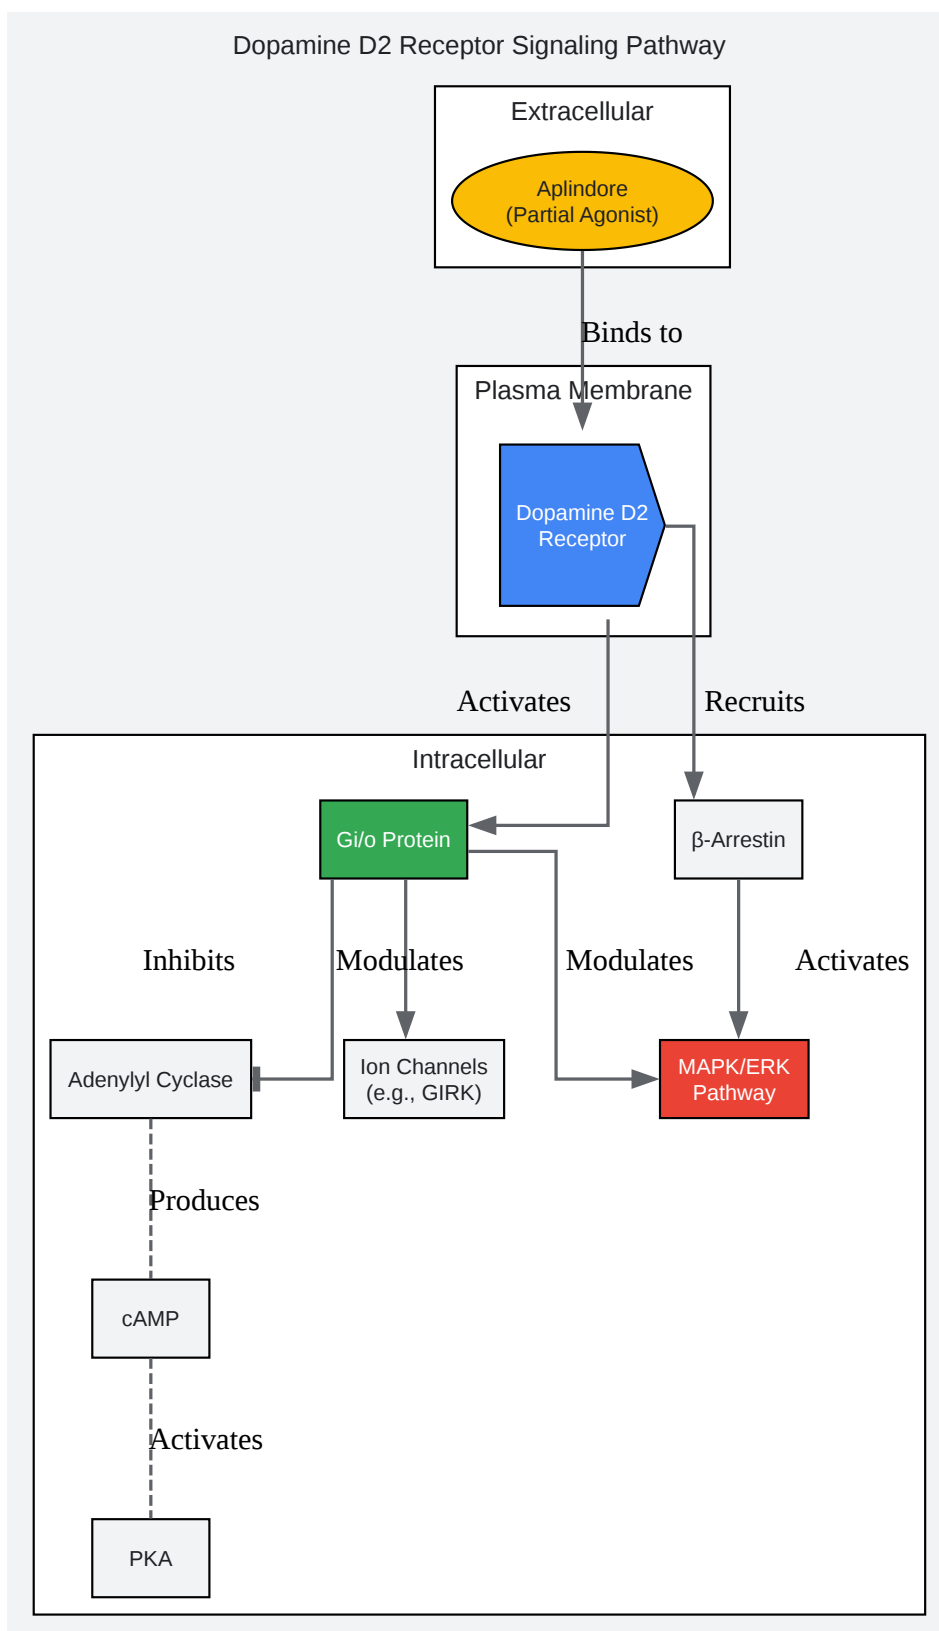 Dopamine D2 Receptor Signaling Pathway
Extracellular
Aplindore
(Partial Agonist)
Binds to
Plasma Membrane
Dopamine D2
Receptor
Activates
Recruits
Intracellular
Gi/o Protein
β-Arrestin
Inhibits
Modulates
Modulates
Activates
Adenylyl Cyclase
Ion Channels
(e.g., GIRK)
MAPK/ERK
Pathway
Produces
cAMP
Activates
PKA